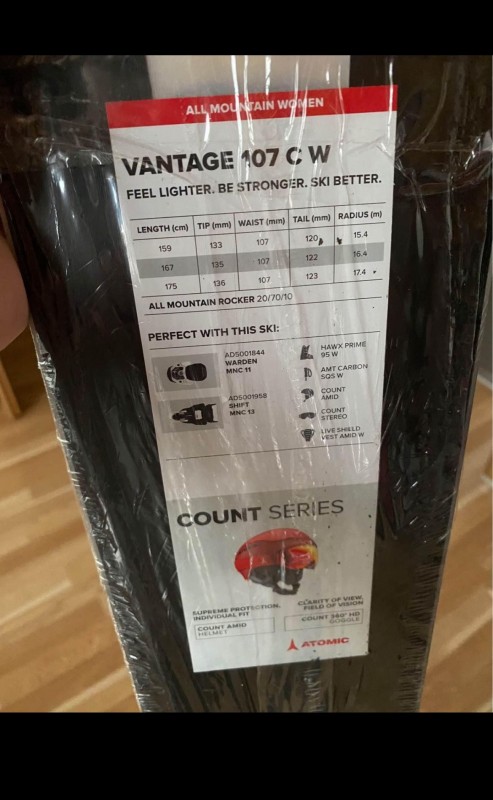 ALL MOUNTAIN WOMEN
VANTAGE 107 C W
FEEL LIGHTER. BE STRONGER. SKI BETTER.
LENGTH (cm) TIP (mm) WAIST (mm) TAIL (mm) RADIUS (m)
159 133 107 120 15.4
167 135 107 122 16.4
175 136 107 123 17.4
ALL MOUNTAIN ROCKER 20/70/10
PERFECT WITH THIS SKI:
AD5001844
WARDEN
MNC 11
AD5001958
SHIFT
MNC 13
HAWX PRIME
95 W
AMT CARBON
SQS W
COUNT
AMID
COUNT
STEREO
LIVE SHIELD
VEST AMID W
COUNT SERIES
SUPREME PROTECTION,
INDIVIDUAL FIT
COUNT AMID
HELMET
CLARITY OF VIEW,
FIELD OF VISION
COUNT 360° HD
GOGGLE
ATOMIC